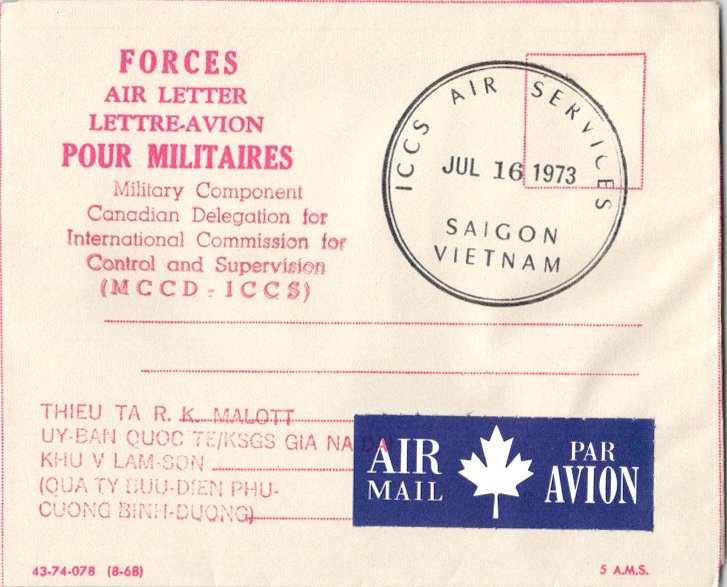 FORCES
AIR LETTER
LETTRE-AVION
POUR MILITAIRES
Military Component
Canadian Delegation for
International Commission for
Control and Supervision
(MCCD - ICCS)
ICCS AIR SERVICES
JUL 16 1973
SAIGON
VIETNAM
THIEU TA R. K. MALOTT
UY-BAN QUOC TE/KSGS GIA NA DAI
KHU V LAM-SON
(QUA TY BUU-DIEN PHU-
CUONG BINH-DUONG)
AIR
MAIL
PAR
AVION
43-74-078 (8-68)
5 A.M.S.